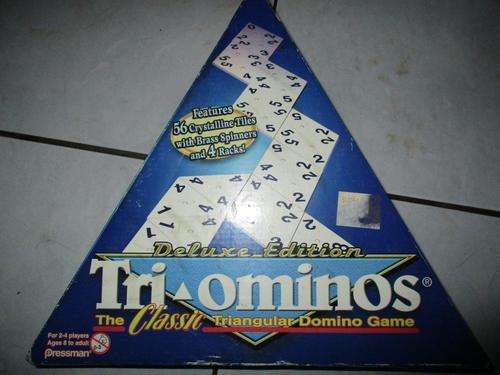 Features
56 Crystalline Tiles
with Brass Spinners
and 4 Racks!
Deluxe Edition
Tri-ominos®
The Classic Triangular Domino Game
For 2-4 players
Ages 8 to adult
Pressman®